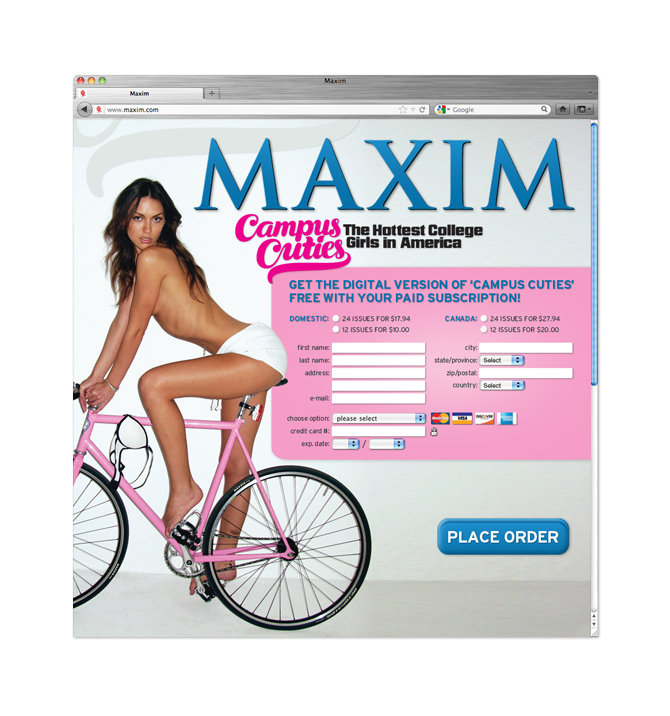 Maxim
Maxim
www.maxim.com
Google
MAXIM
Campus
Cuties
The Hottest College
Girls in America
GET THE DIGITAL VERSION OF 'CAMPUS CUTIES'
FREE WITH YOUR PAID SUBSCRIPTION!
DOMESTIC: 24 ISSUES FOR $17.94
12 ISSUES FOR $10.00
CANADA: 24 ISSUES FOR $27.94
12 ISSUES FOR $20.00
first name:
last name:
address:
e-mail:
city:
state/province: Select
zip/postal:
country: Select
choose option: please select
MasterCard VISA DISCOVER
credit card #:
exp. date: /
PLACE ORDER